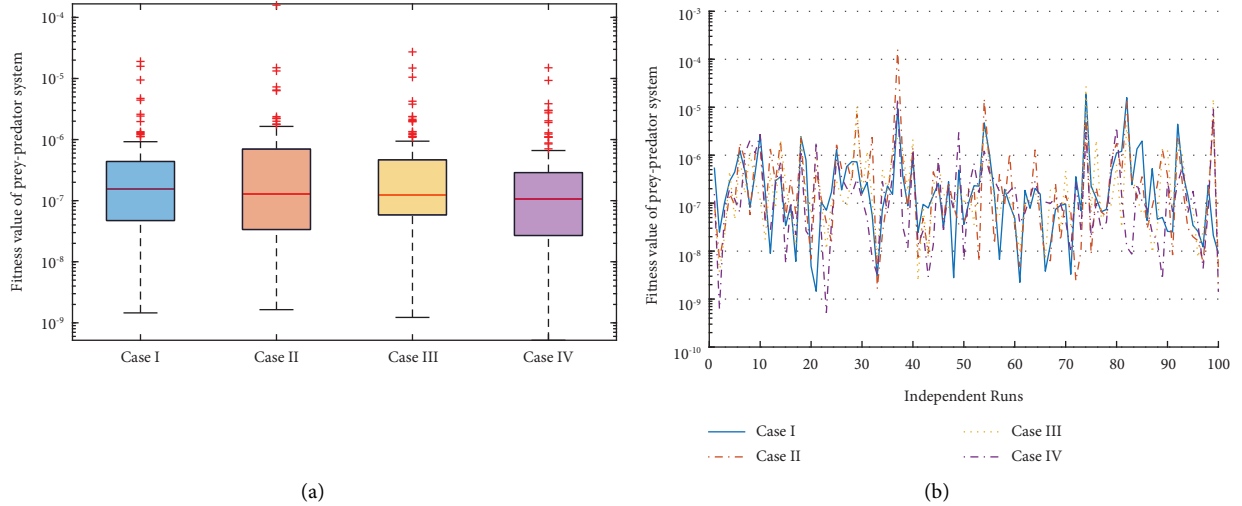 Fitness value of prey-predator system
10^-4
10^-5
10^-6
10^-7
10^-8
10^-9
Case I
Case II
Case III
Case IV
(a)
Fitness value of prey-predator system
10^-3
10^-4
10^-5
10^-6
10^-7
10^-8
10^-9
10^-10
0 10 20 30 40 50 60 70 80 90 100
Independent Runs
Case I
Case II
Case III
Case IV
(b)